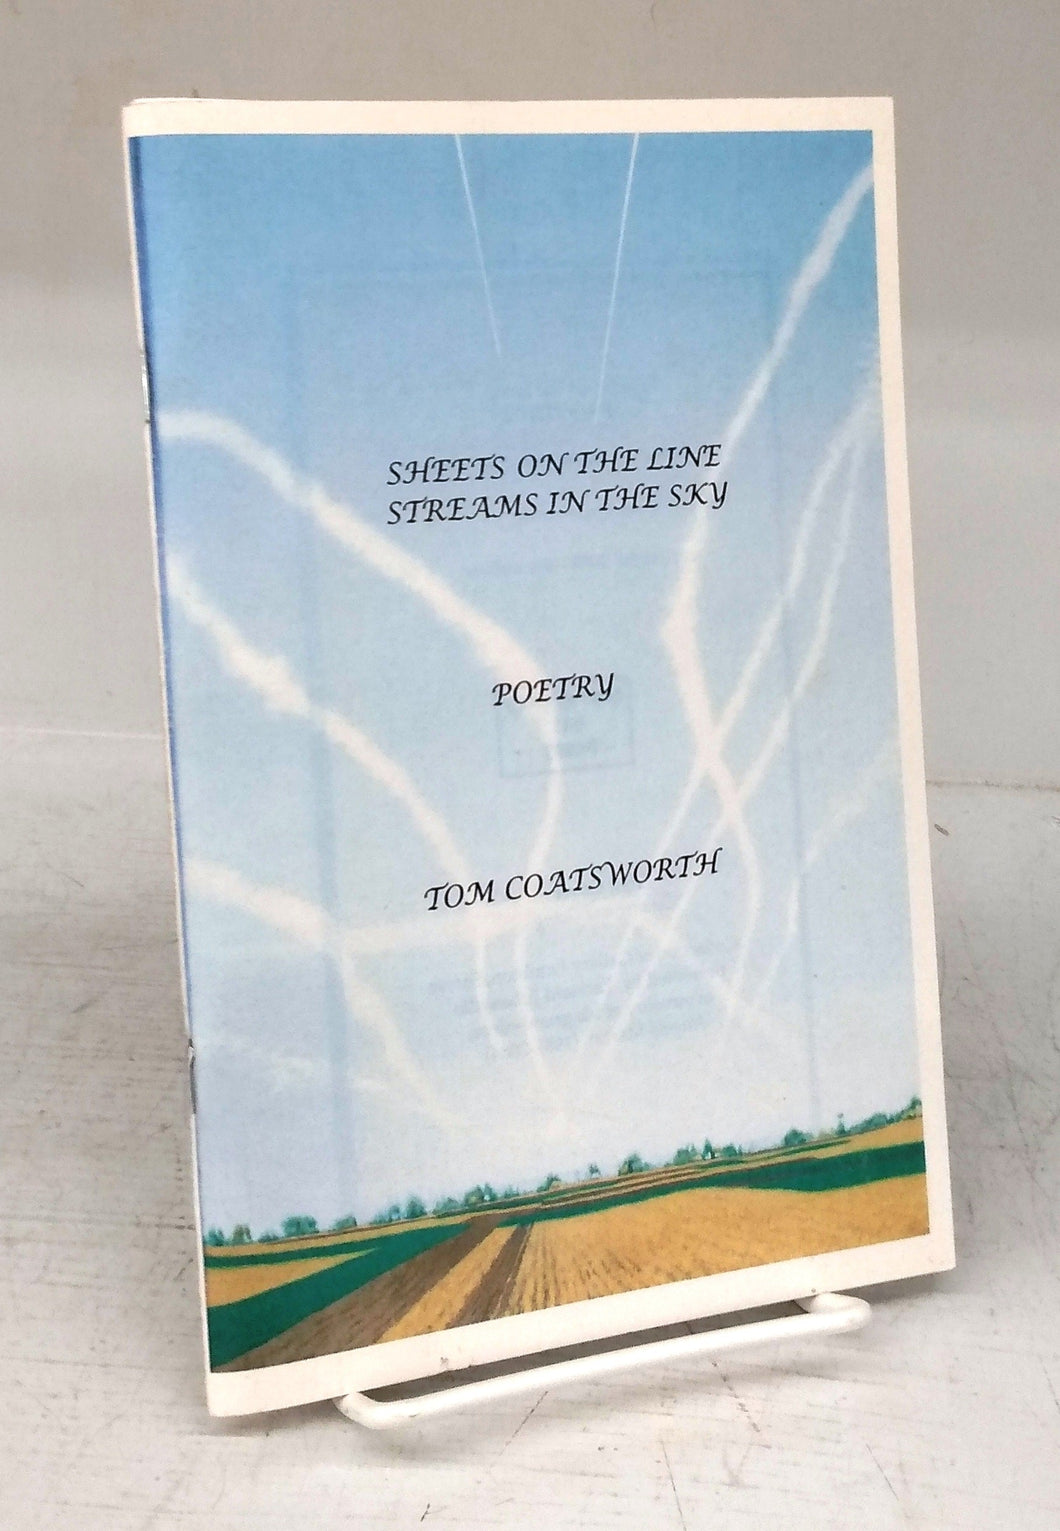 SHEETS ON THE LINE
STREAMS IN THE SKY
POETRY
TOM COATSWORTH